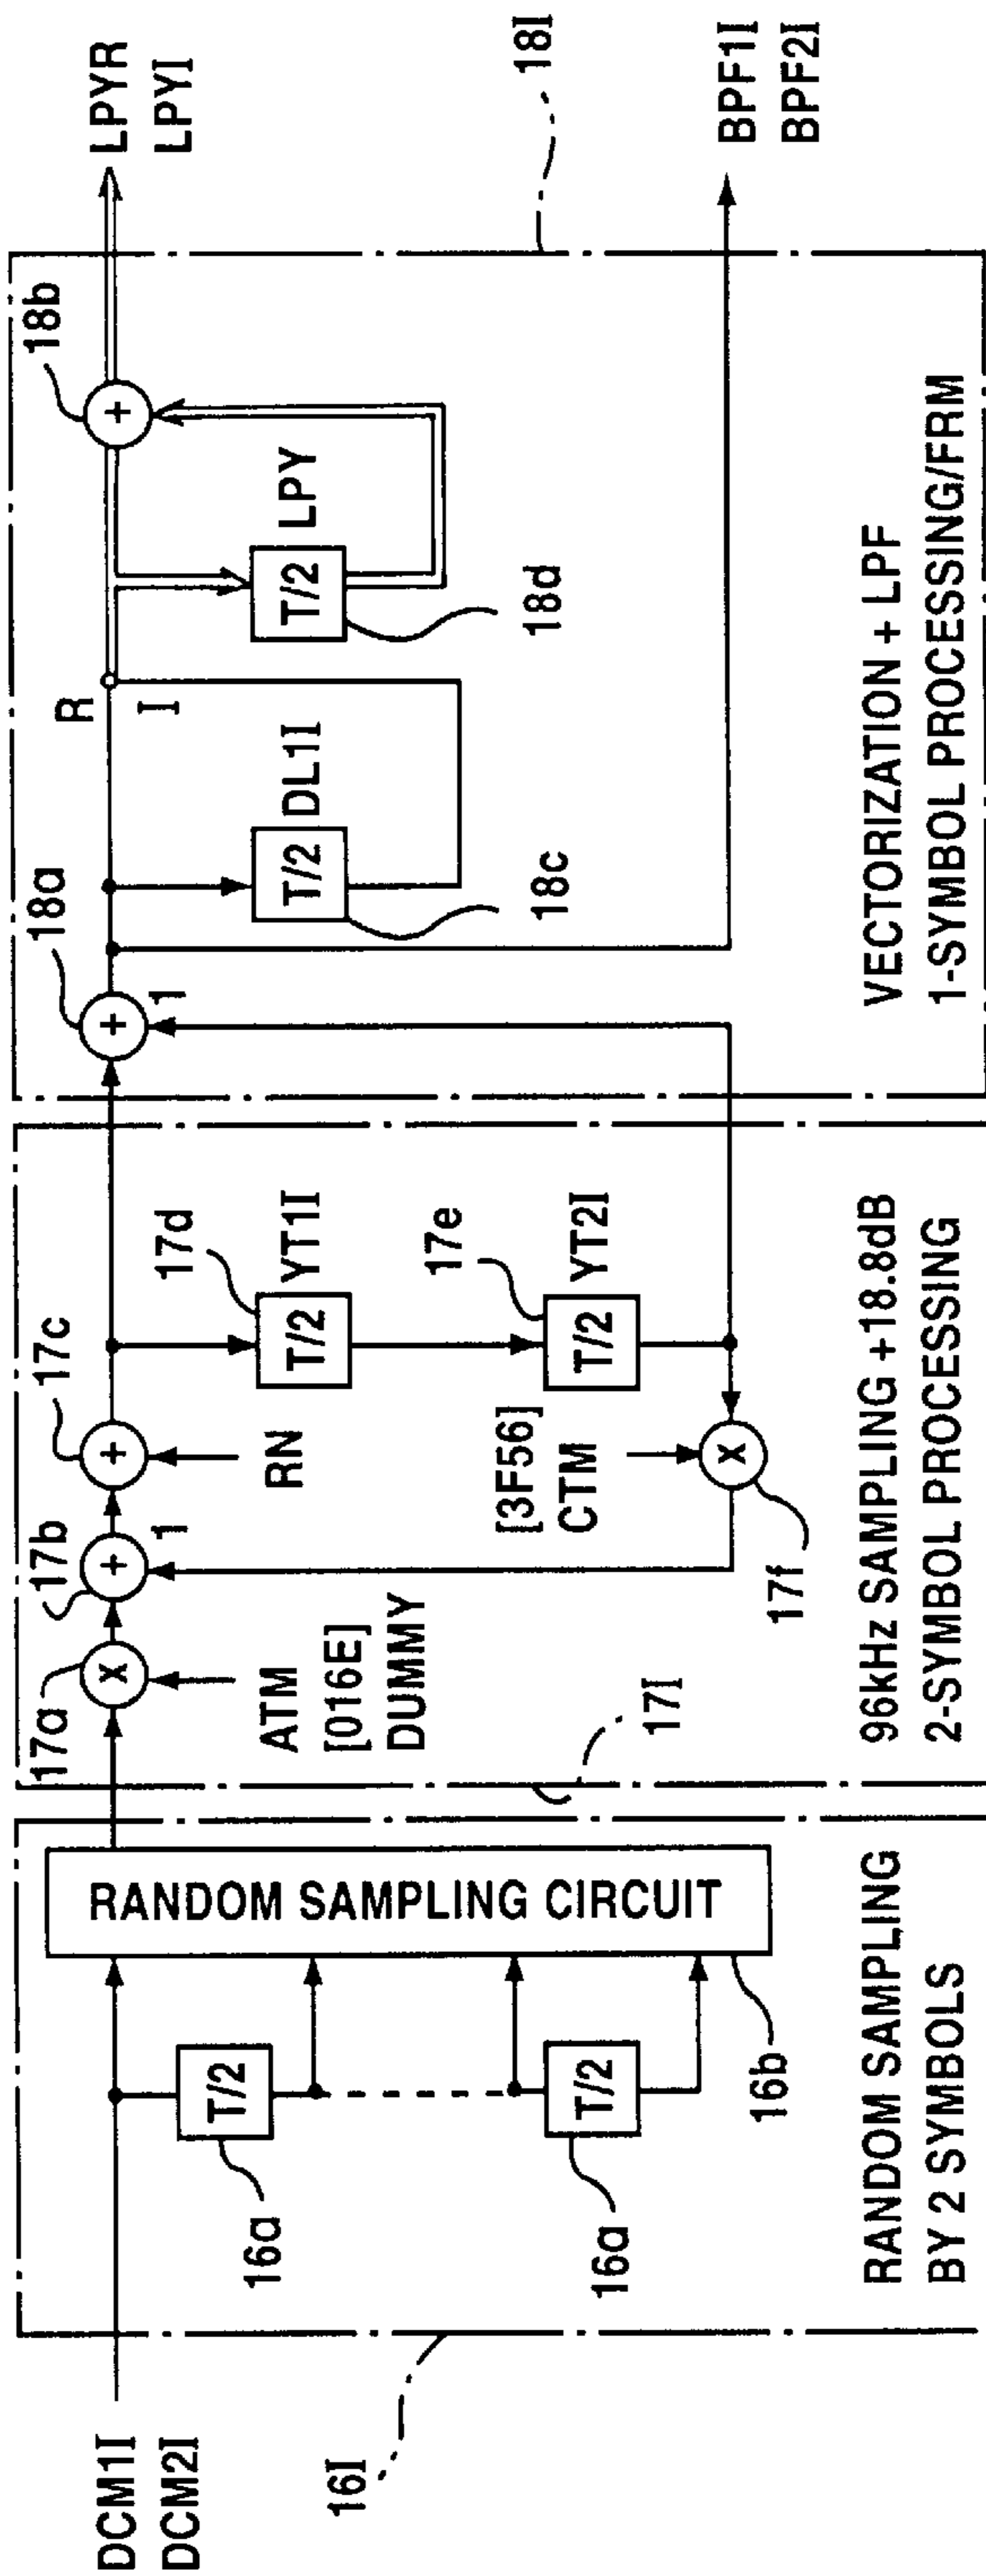 DCM1I
DCM2I
16I
16a
T/2
16a
T/2
16b
RANDOM SAMPLING CIRCUIT
RANDOM SAMPLING
BY 2 SYMBOLS
17a
X
ATM
[016E]
DUMMY
17b
+
1
17c
+
RN
17d
T/2
YT1I
17e
T/2
YT2I
[3F56]
CTM
X
17f
17I
96kHz SAMPLING +18.8dB
2-SYMBOL PROCESSING
18a
+
1
T/2
DL1I
18c
R
I
T/2
LPY
18d
18b
+
VECTORIZATION + LPF
1-SYMBOL PROCESSING/FRM
18I
LPYR
LPYI
BPF1I
BPF2I